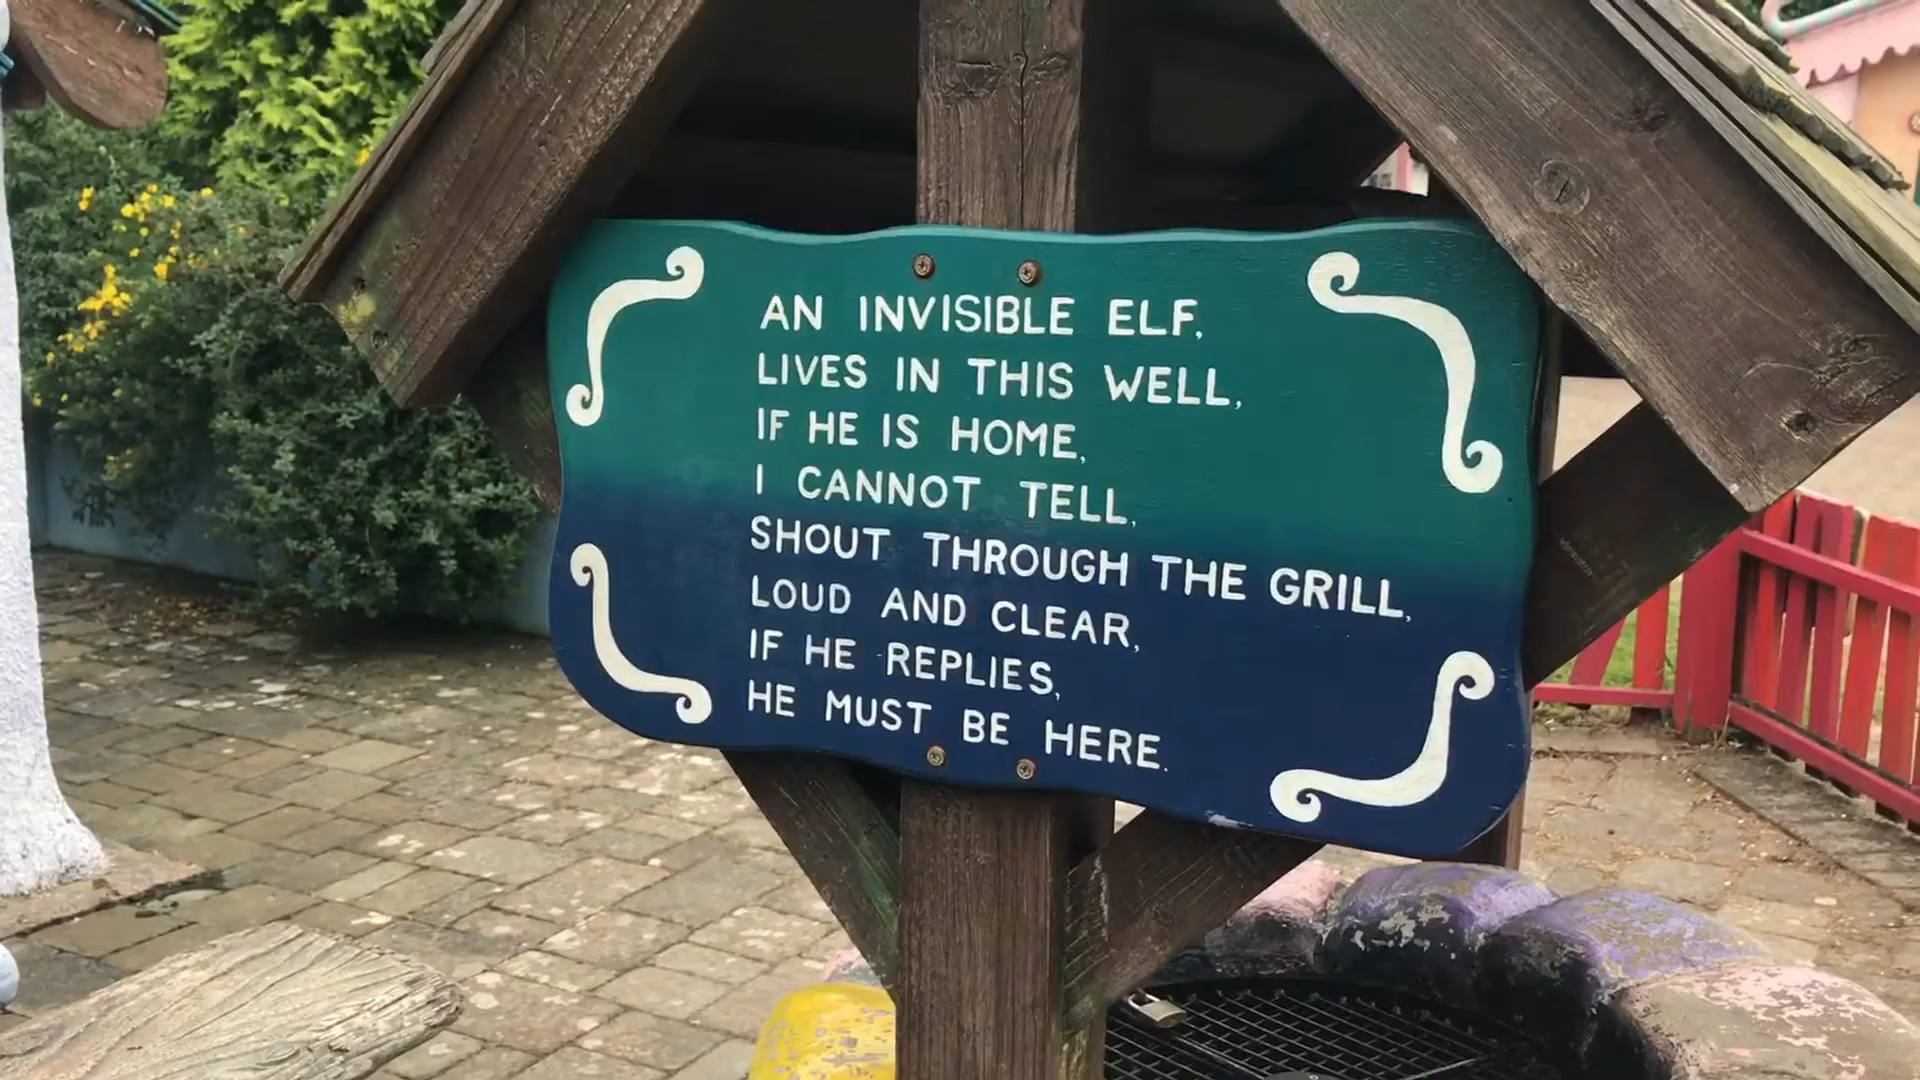 AN INVISIBLE ELF,
LIVES IN THIS WELL,
IF HE IS HOME,
I CANNOT TELL,
SHOUT THROUGH THE GRILL,
LOUD AND CLEAR,
IF HE REPLIES,
HE MUST BE HERE.